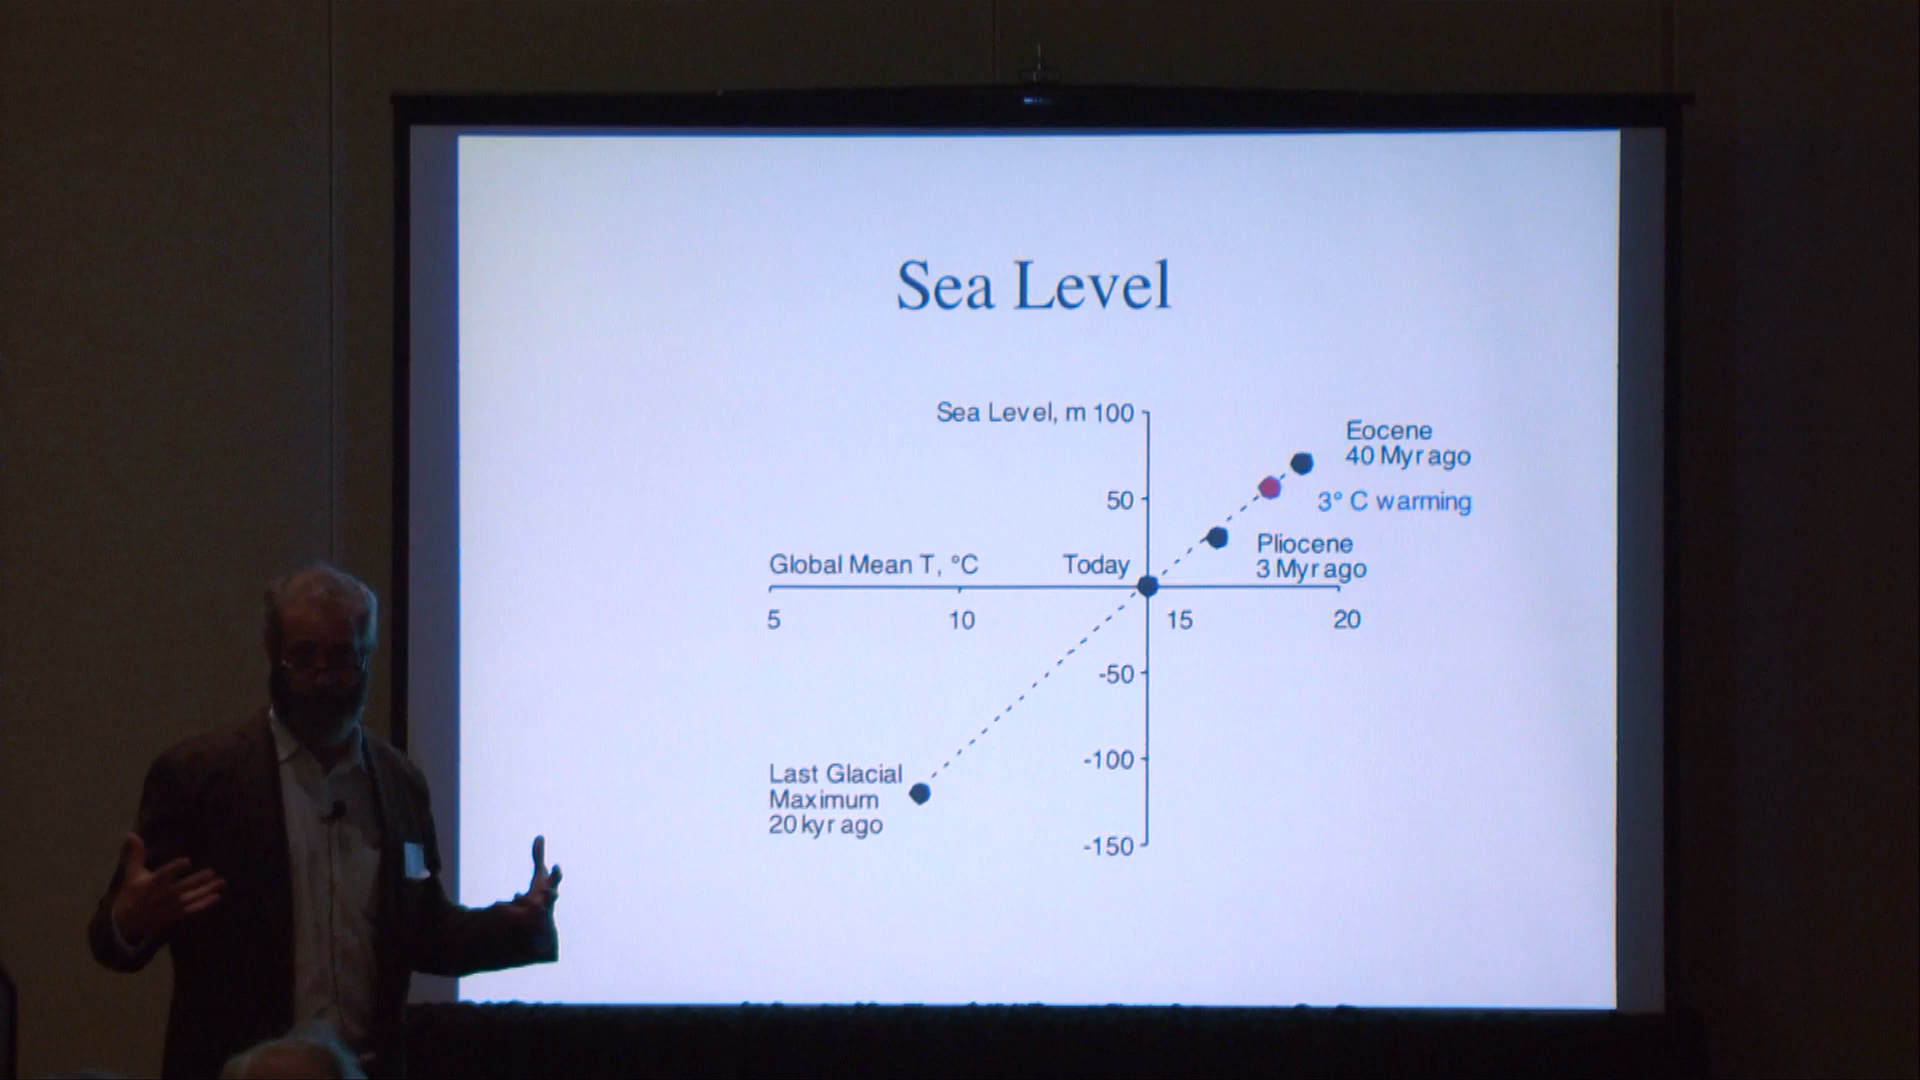 Sea Level
Sea Level, m 100
Eocene
40 Myr ago
50
3° C warming
Pliocene
3 Myr ago
Global Mean T, °C
Today
5
10
15
20
-50
-100
Last Glacial
Maximum
20 kyr ago
-150